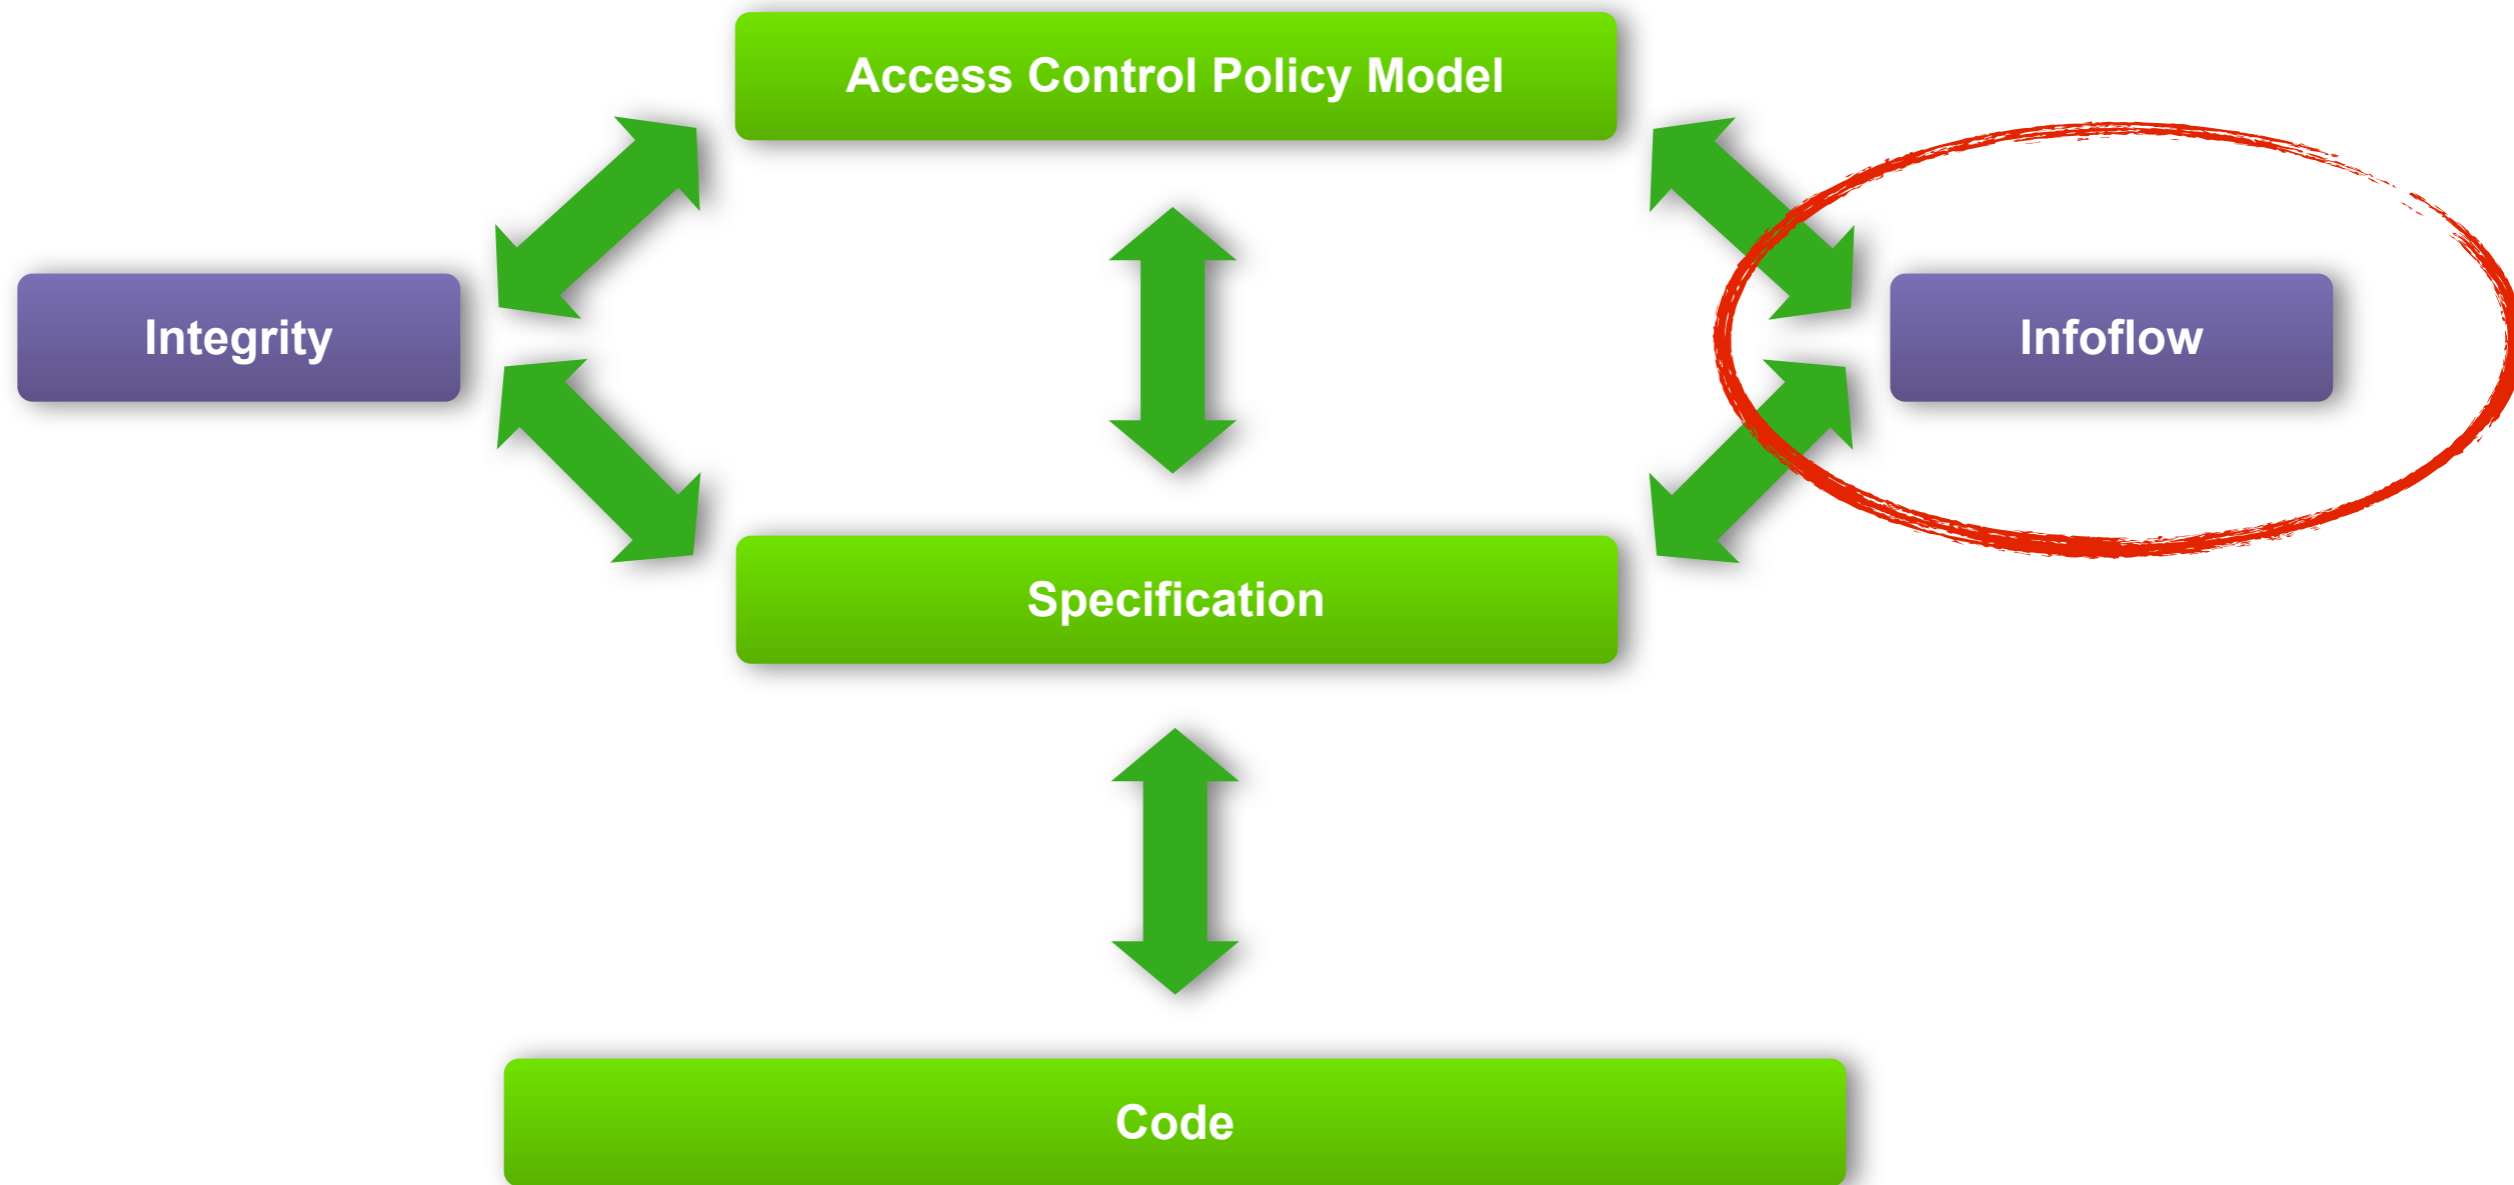 Access Control Policy Model
Integrity
Infoflow
Specification
Code